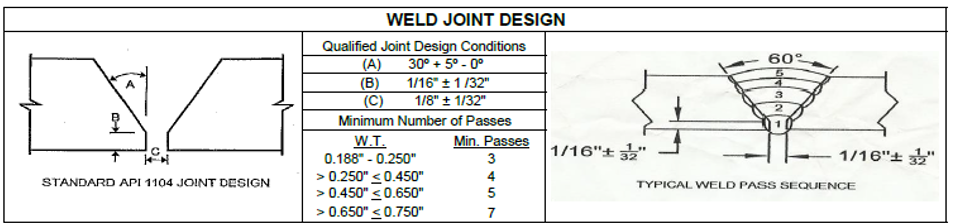 WELD JOINT DESIGN
A
B
C
STANDARD API 1104 JOINT DESIGN
Qualified Joint Design Conditions
(A) 30º + 5º - 0º
(B) 1/16" ± 1 /32"
(C) 1/8" ± 1/32"
Minimum Number of Passes
W.T. Min. Passes
0.188" - 0.250" 3
> 0.250" ≤ 0.450" 4
> 0.450" ≤ 0.650" 5
> 0.650" ≤ 0.750" 7
60°
5
4
3
2
1
1/16"± 1/32"
1/16"± 1/32"
TYPICAL WELD PASS SEQUENCE